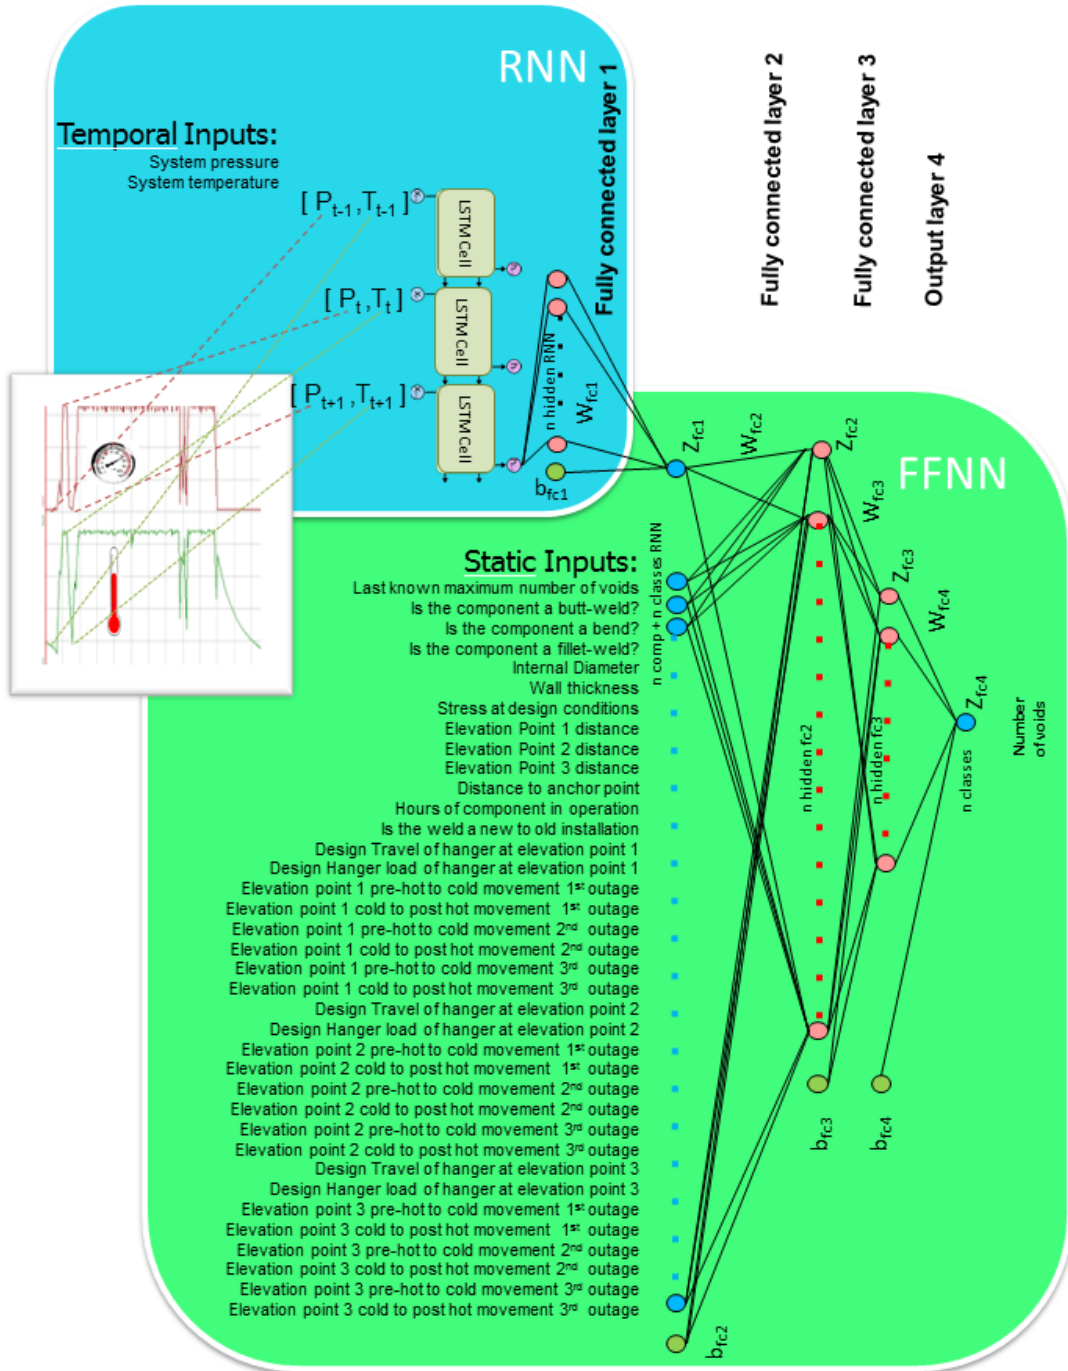 RNN
Fully connected layer 1
Fully connected layer 2
Fully connected layer 3
Output layer 4
Temporal Inputs:
System pressure
System temperature
[ Pt-1 ,Tt-1 ]
[ Pt ,Tt ]
[ Pt+1 ,Tt+1 ]
LSTM Cell
LSTM Cell
LSTM Cell
n hidden RNN
Wfc1
bfc1
Zfc1
Wfc2
Zfc2
FFNN
Wfc3
Zfc3
Wfc4
Zfc4
Number
of voids
n classes
n hidden fc2
n hidden fc3
n comp + n classes RNN
Static Inputs:
Last known maximum number of voids
Is the component a butt-weld?
Is the component a bend?
Is the component a fillet-weld?
Internal Diameter
Wall thickness
Stress at design conditions
Elevation Point 1 distance
Elevation Point 2 distance
Elevation Point 3 distance
Distance to anchor point
Hours of component in operation
Is the weld a new to old installation
Design Travel of hanger at elevation point 1
Design Hanger load of hanger at elevation point 1
Elevation point 1 pre-hot to cold movement 1st outage
Elevation point 1 cold to post hot movement 1st outage
Elevation point 1 pre-hot to cold movement 2nd outage
Elevation point 1 cold to post hot movement 2nd outage
Elevation point 1 pre-hot to cold movement 3rd outage
Elevation point 1 cold to post hot movement 3rd outage
Design Travel of hanger at elevation point 2
Design Hanger load of hanger at elevation point 2
Elevation point 2 pre-hot to cold movement 1st outage
Elevation point 2 cold to post hot movement 1st outage
Elevation point 2 pre-hot to cold movement 2nd outage
Elevation point 2 cold to post hot movement 2nd outage
Elevation point 2 pre-hot to cold movement 3rd outage
Elevation point 2 cold to post hot movement 3rd outage
Design Travel of hanger at elevation point 3
Design Hanger load of hanger at elevation point 3
Elevation point 3 pre-hot to cold movement 1st outage
Elevation point 3 cold to post hot movement 1st outage
Elevation point 3 pre-hot to cold movement 2nd outage
Elevation point 3 cold to post hot movement 2nd outage
Elevation point 3 pre-hot to cold movement 3rd outage
Elevation point 3 cold to post hot movement 3rd outage
bfc3
bfc4
bfc2